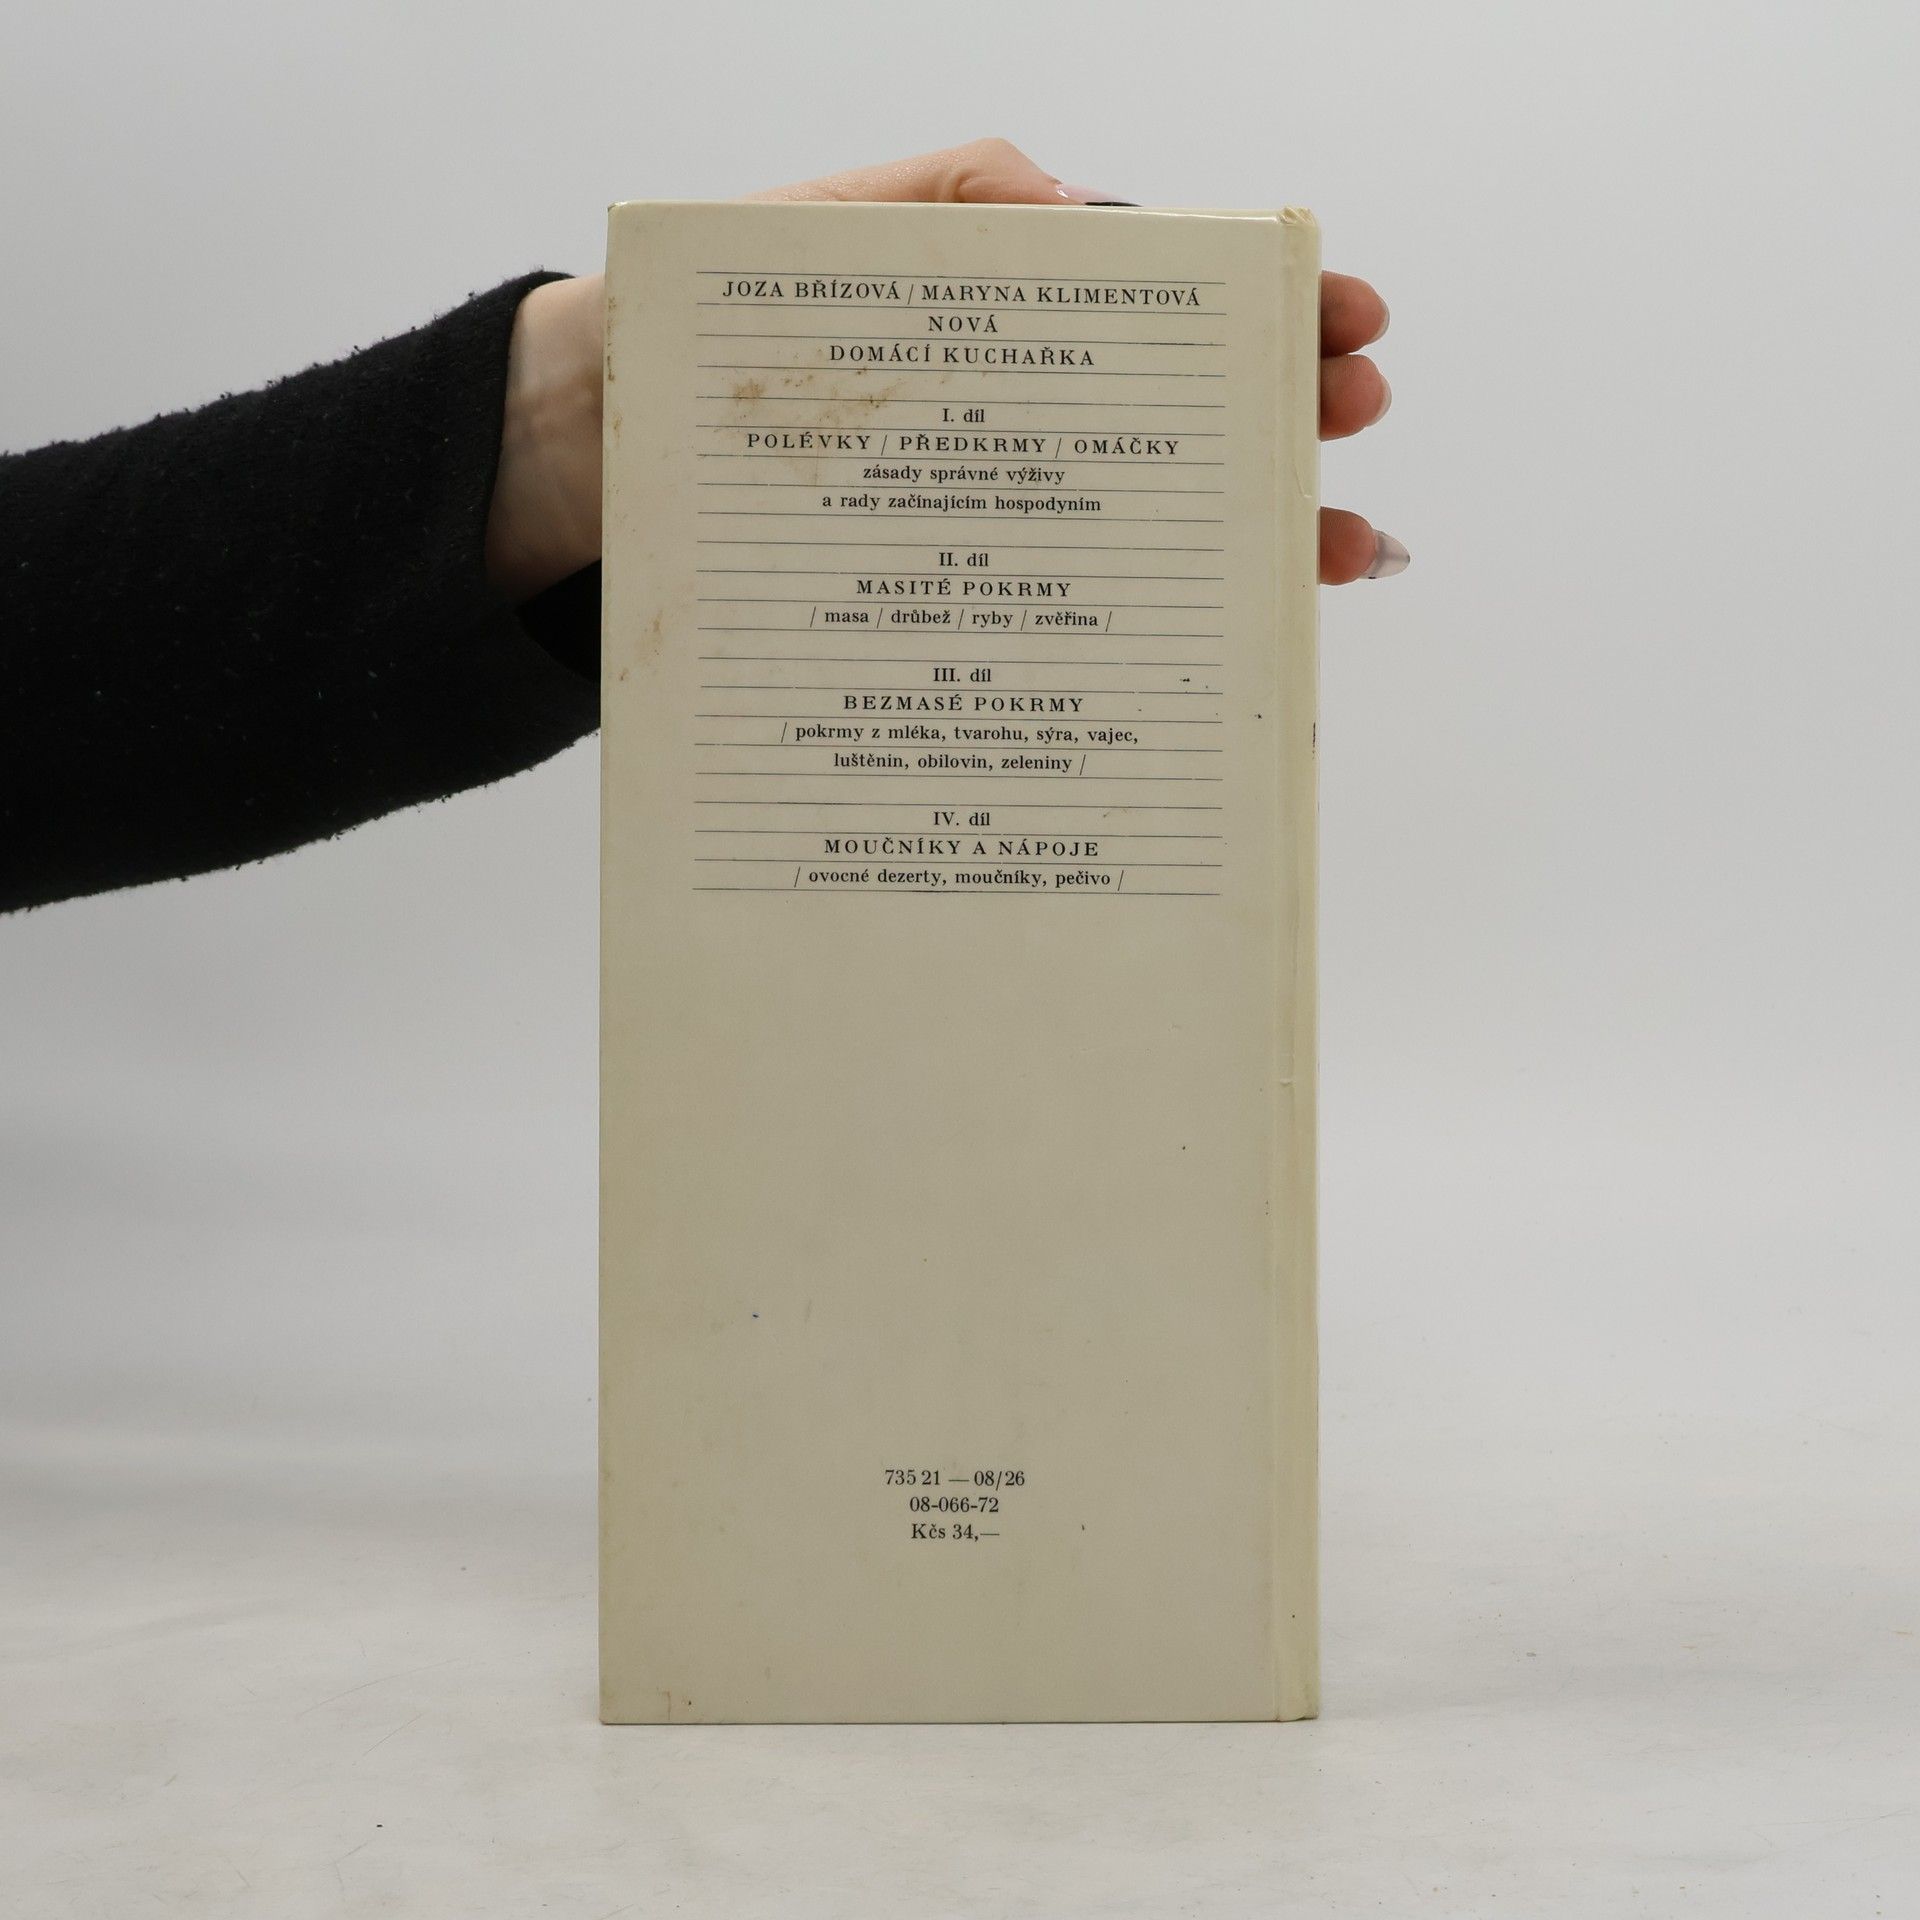 JOZA BŘÍZOVÁ / MARYNA KLIMENTOVÁ
NOVÁ
DOMÁCÍ KUCHAŘKA
I. díl
POLÉVKY / PŘEDKRMY / OMÁČKY
zásady správné výživy
a rady začínajícím hospodyním
II. díl
MASITÉ POKRMY
/ masa / drůbež / ryby / zvěřina /
III. díl
BEZMASÉ POKRMY
/ pokrmy z mléka, tvarohu, sýra, vajec,
luštěnin, obilovin, zeleniny /
IV. díl
MOUČNÍKY A NÁPOJE
/ ovocné dezerty, moučníky, pečivo /
735 21 — 08/26
08-066-72
Kčs 34,—